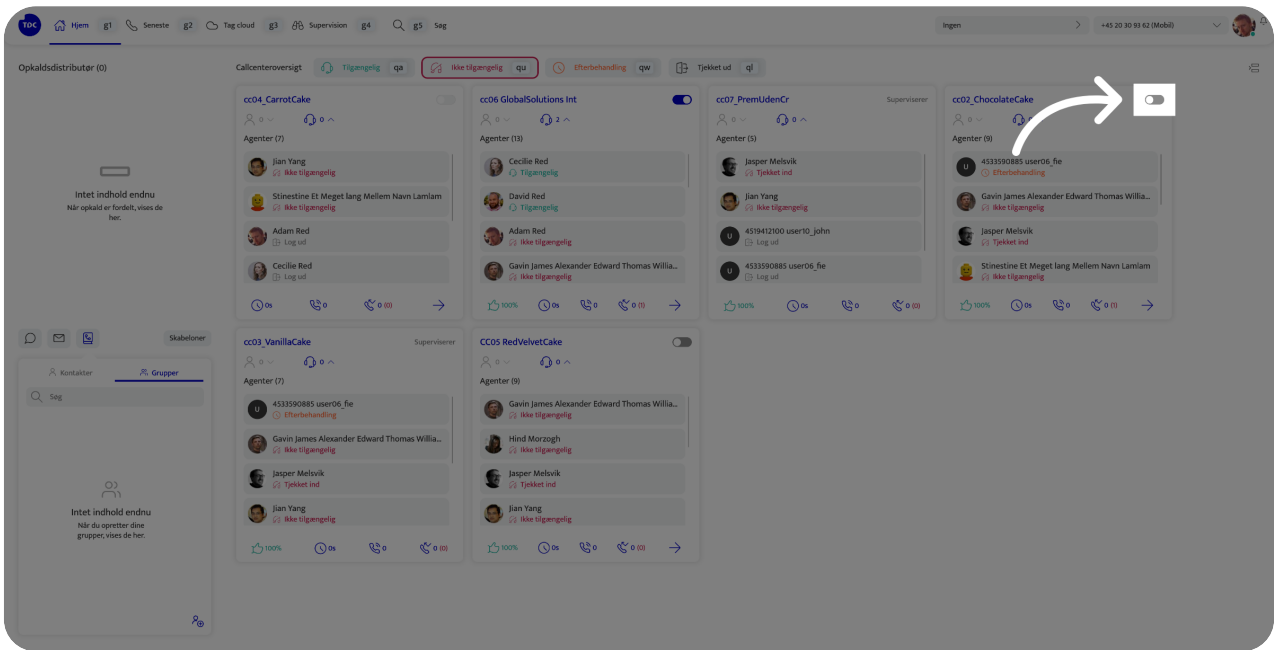 TDC Hjem g1 Seneste g2 Tag cloud g3 Supervision g4 g5 Søg Ingen +45 20 30 93 62 (Mobil)
Opkaldsdistributør (0)
Intet indhold endnu
Når opkald er fordelt, vises de
her.
Callcenteroversigt Tilgængelig qa Ikke tilgængelig qu Efterbehandling qw Tjekket ud ql
cc04_CarrotCake
0 0
Agenter (7)
Jian Yang
Ikke tilgængelig
Stinestine Et Meget lang Mellem Navn Lamiam
Ikke tilgængelig
Adam Red
Log ud
Cecilie Red
Log ud
0s 0 0 (0)
cc06 GlobalSolutions Int
0 2
Agenter (13)
Cecilie Red
Tilgængelig
David Red
Tilgængelig
Adam Red
Ikke tilgængelig
Gavin James Alexander Edward Thomas Willia...
Ikke tilgængelig
100% 0s 0 0 (1)
cc07_PremUdenCr Superviserer
0 0
Agenter (5)
Jasper Melsvik
Tjekket ind
Jian Yang
Ikke tilgængelig
U 4519412100 user10_john
Log ud
U 4533590885 user06_fie
Log ud
100% 0s 0 0 (0)
cc02_ChocolateCake
0
Agenter (9)
U 4533590885 user06_fie
Efterbehandling
Gavin James Alexander Edward Thomas Willia...
Ikke tilgængelig
Jasper Melsvik
Tjekket ind
Stinestine Et Meget lang Mellem Navn Lamiam
Ikke tilgængelig
100% 0s 0 0 (1)
Skabeloner
Kontakter Grupper
Søg
Intet indhold endnu
Når du opretter dine
grupper, vises de her.
cc03_VanillaCake Superviserer
0 0
Agenter (7)
U 4533590885 user06_fie
Efterbehandling
Gavin James Alexander Edward Thomas Willia...
Ikke tilgængelig
Jasper Melsvik
Tjekket ind
Jian Yang
Ikke tilgængelig
100% 0s 0 0 (0)
CC05 RedVelvetCake
0 0
Agenter (9)
Gavin James Alexander Edward Thomas Willia...
Ikke tilgængelig
Hind Morzogh
Ikke tilgængelig
Jasper Melsvik
Tjekket ind
Jian Yang
Ikke tilgængelig
100% 0s 0 0 (0)